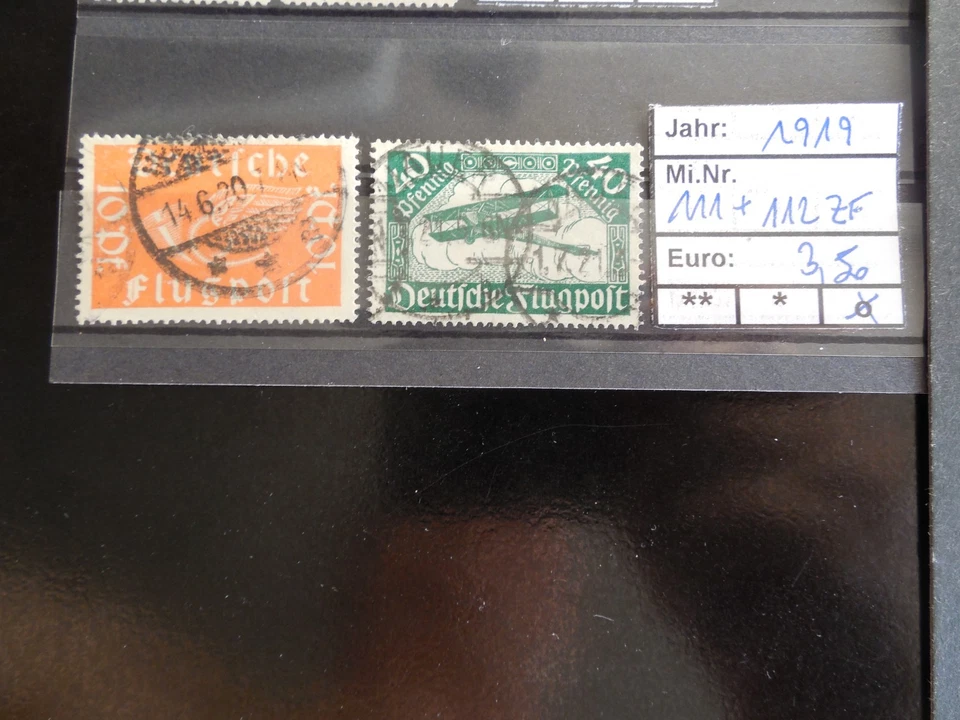 Deutsche
10 Pf
14.6.20
10 Pf
Flugpost
40 40
Pfennig Pfennig
Deutsche Flugpost
Jahr: 1919
Mi.Nr.
111 + 112 ZF
Euro: 3,50
** * ⊙